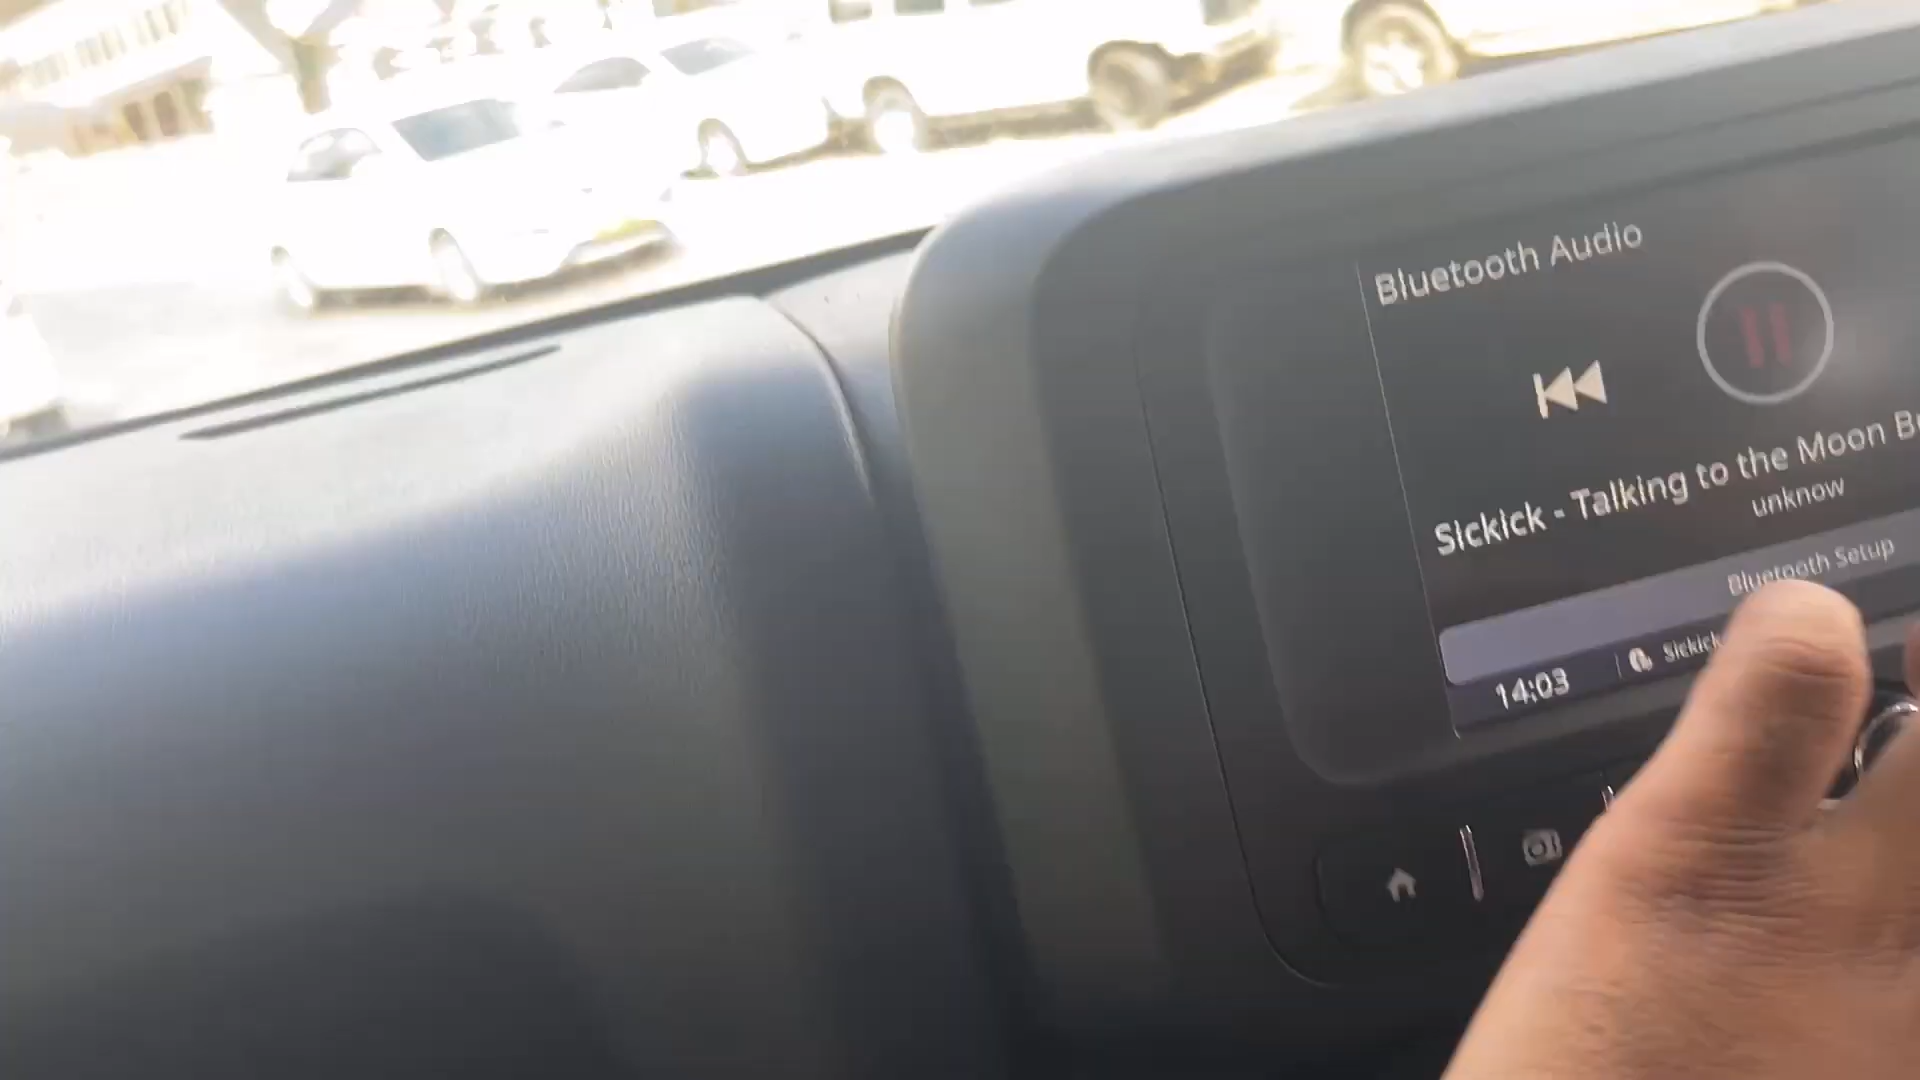 Bluetooth Audio
Sickick - Talking to the Moon
unknow
Bluetooth Setup
14:03
Sickick